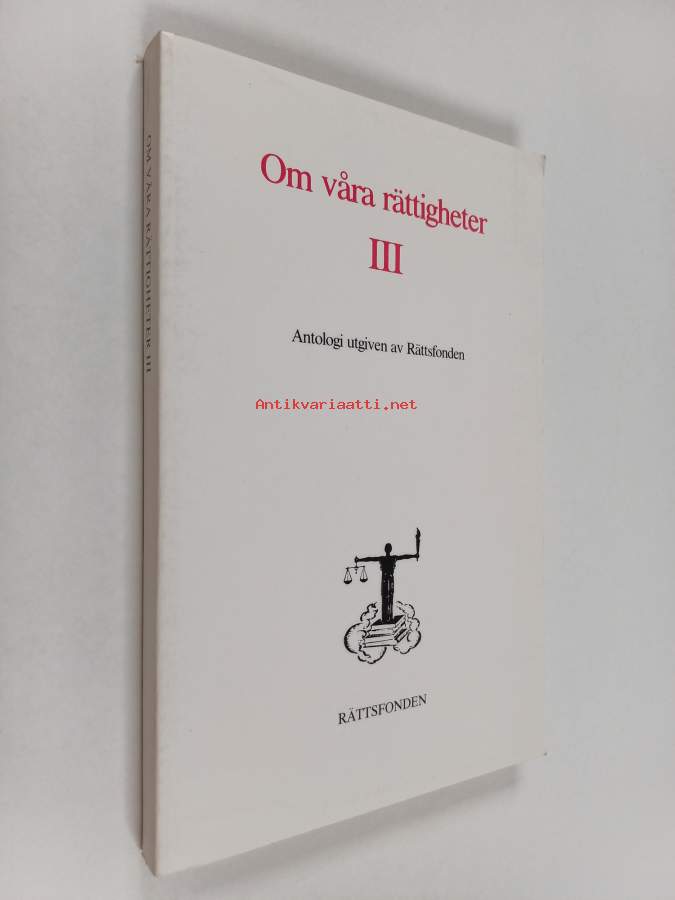 OM VÅRA RÄTTIGHETER III
Om våra rättigheter
III
Antologi utgiven av Rättsfonden
Antikvariaatti.net
RÄTTSFONDEN